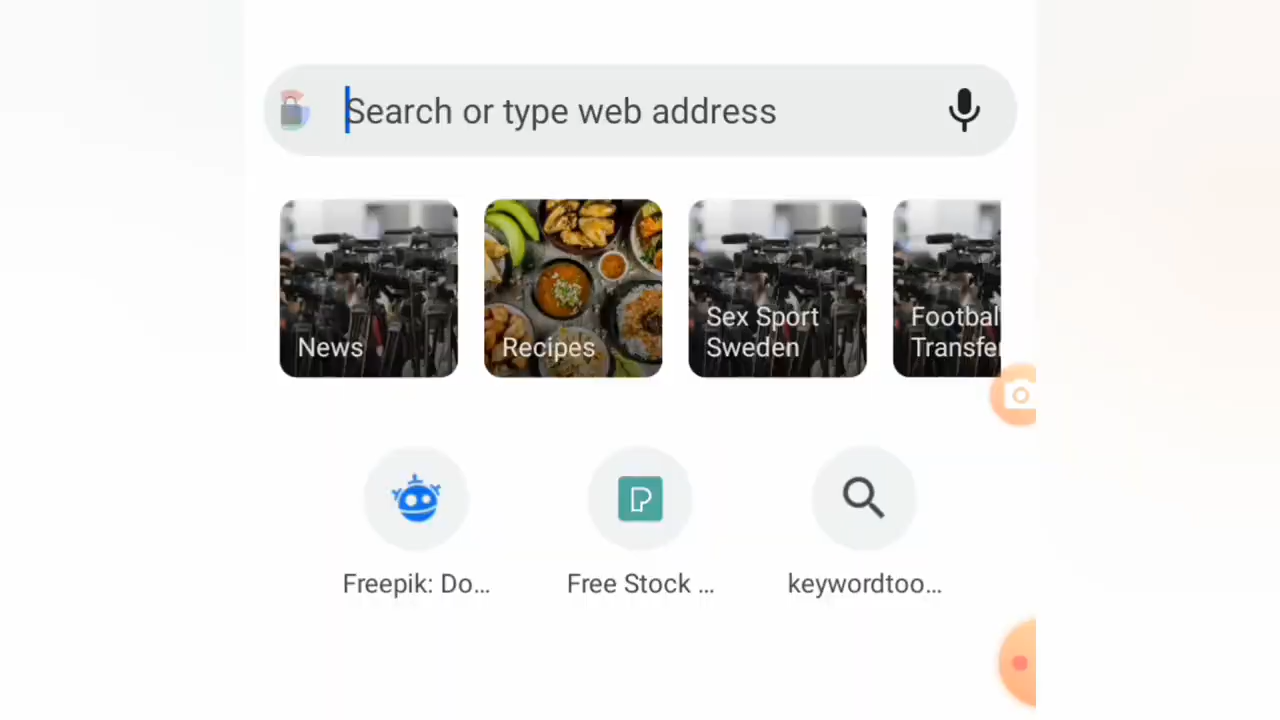 Search or type web address
News
Recipes
Sex Sport
Sweden
Footbal
Transfe
Freepik: Do...
Free Stock ...
keywordtoo...